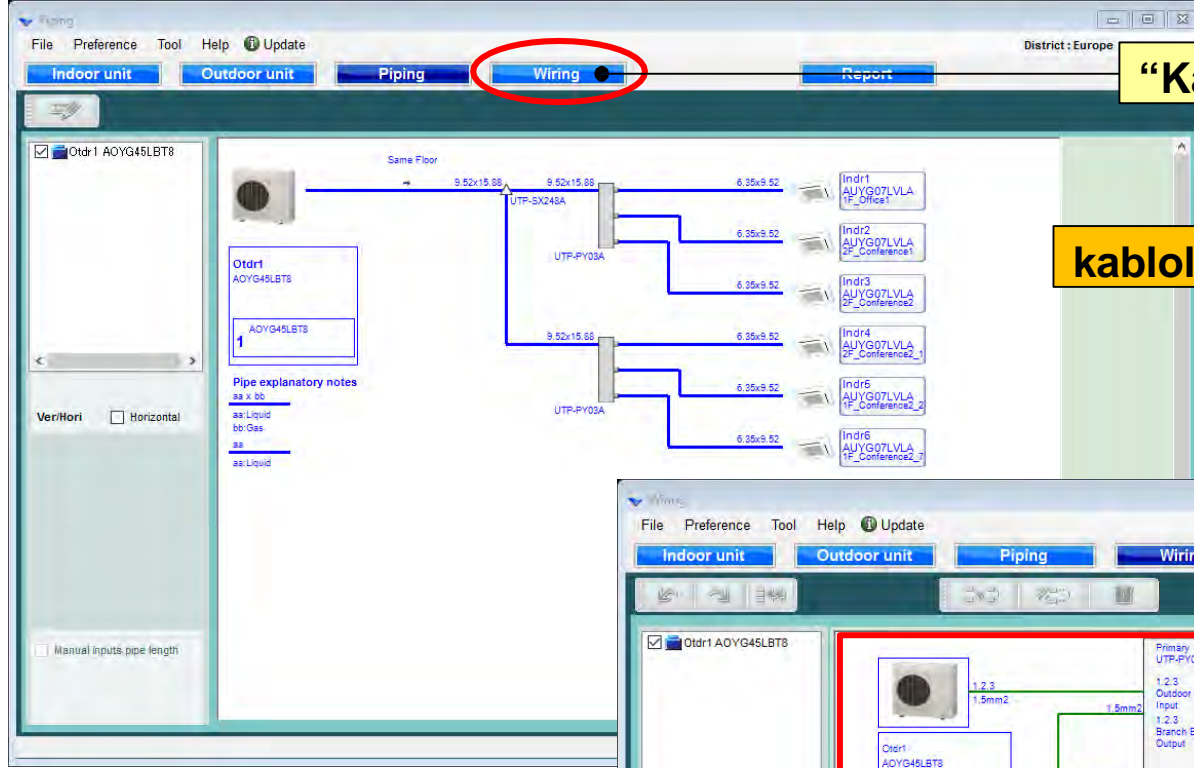 Piping
File Preference Tool Help Update
District : Europe
Indoor unit Outdoor unit Piping Wiring Report
“Ka
Otdr1 AOYG45LBT8
Same Floor
9.52x15.88 9.52x15.88 6.35x9.52
UTP-SX248A
Indr1
AUYG07LVLA
1F_Office1
6.35x9.52
Indr2
AUYG07LVLA
2F_Conference1
UTP-PY03A
kablol
Otdr1
AOYG45LBT8
6.35x9.52
Indr3
AUYG07LVLA
2F_Conference2
AOYG45LBT8
1
9.52x15.88 6.35x9.52
Indr4
AUYG07LVLA
2F_Conference2_1
Pipe explanatory notes
aa x bb
aa:Liquid
bb:Gas
aa
aa:Liquid
6.35x9.52
Indr5
AUYG07LVLA
1F_Conference2_2
UTP-PY03A
Ver/Hori Horizontal
6.35x9.52
Indr6
AUYG07LVLA
1F_Conference2_7
Manual inputs pipe length
Wiring
File Preference Tool Help Update
Indoor unit Outdoor unit Piping Wirin
Otdr1 AOYG45LBT8
1.2.3
1.5mm2
1.5mm2
Primary
UTP-PY0
1.2.3
Outdoor
Input
1.2.3
Branch B
Output
Otdr1
AOYG45LBT8